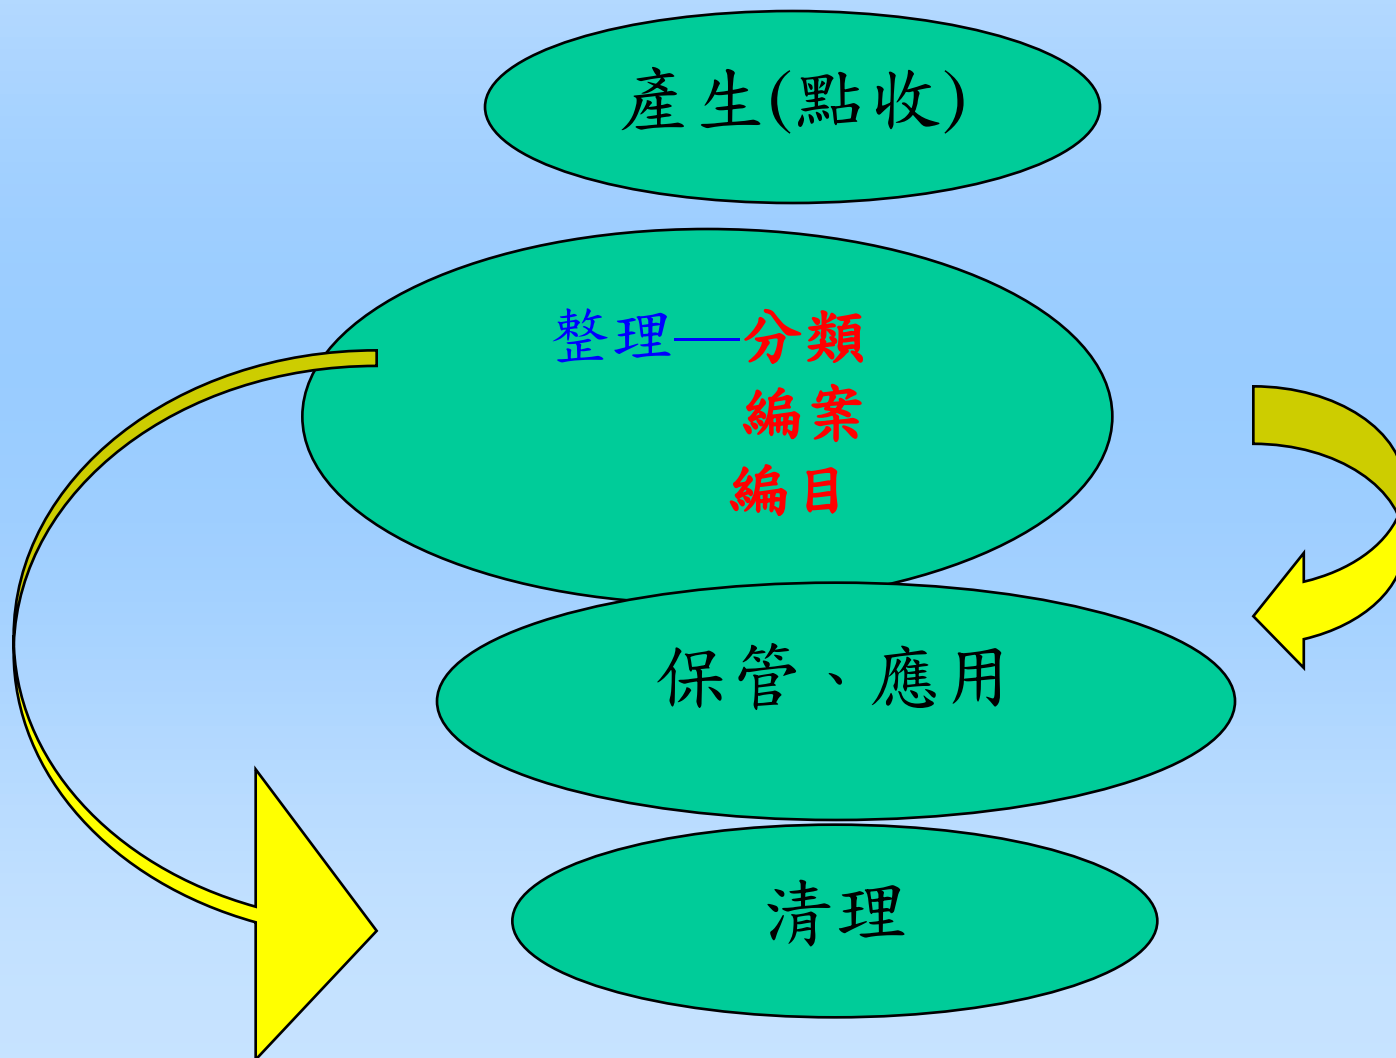 產生(點收)
整理—分類
編案
編目
保管、應用
清理